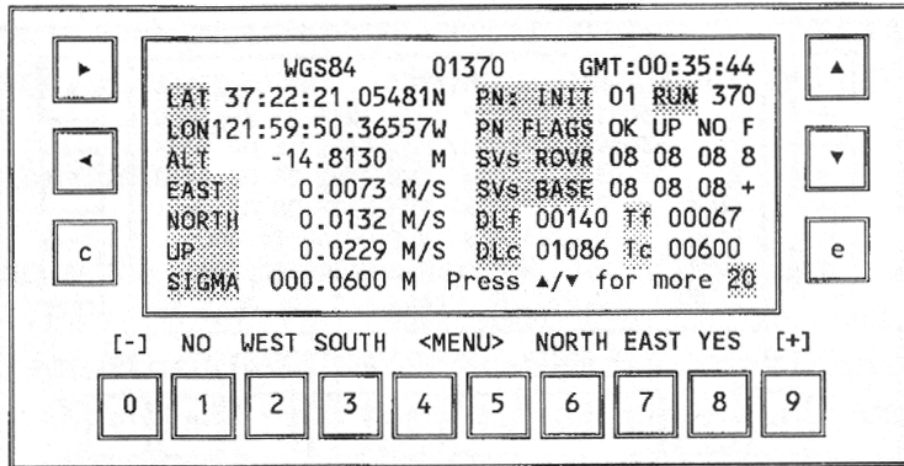 WGS84 01370 GMT:00:35:44
LAT 37:22:21.05481N PN: INIT 01 RUN 370
LON121:59:50.36557W PN FLAGS OK UP NO F
ALT -14.8130 M SVs ROVR 08 08 08 8
EAST 0.0073 M/S SVs BASE 08 08 08 +
NORTH 0.0132 M/S DLf 00140 Tf 00067
UP 0.0229 M/S DLc 01086 Tc 00600
SIGMA 000.0600 M Press ▲/▼ for more 20
► ◄ c
▲ ▼ e
[-] NO WEST SOUTH <MENU> NORTH EAST YES [+]
0 1 2 3 4 5 6 7 8 9